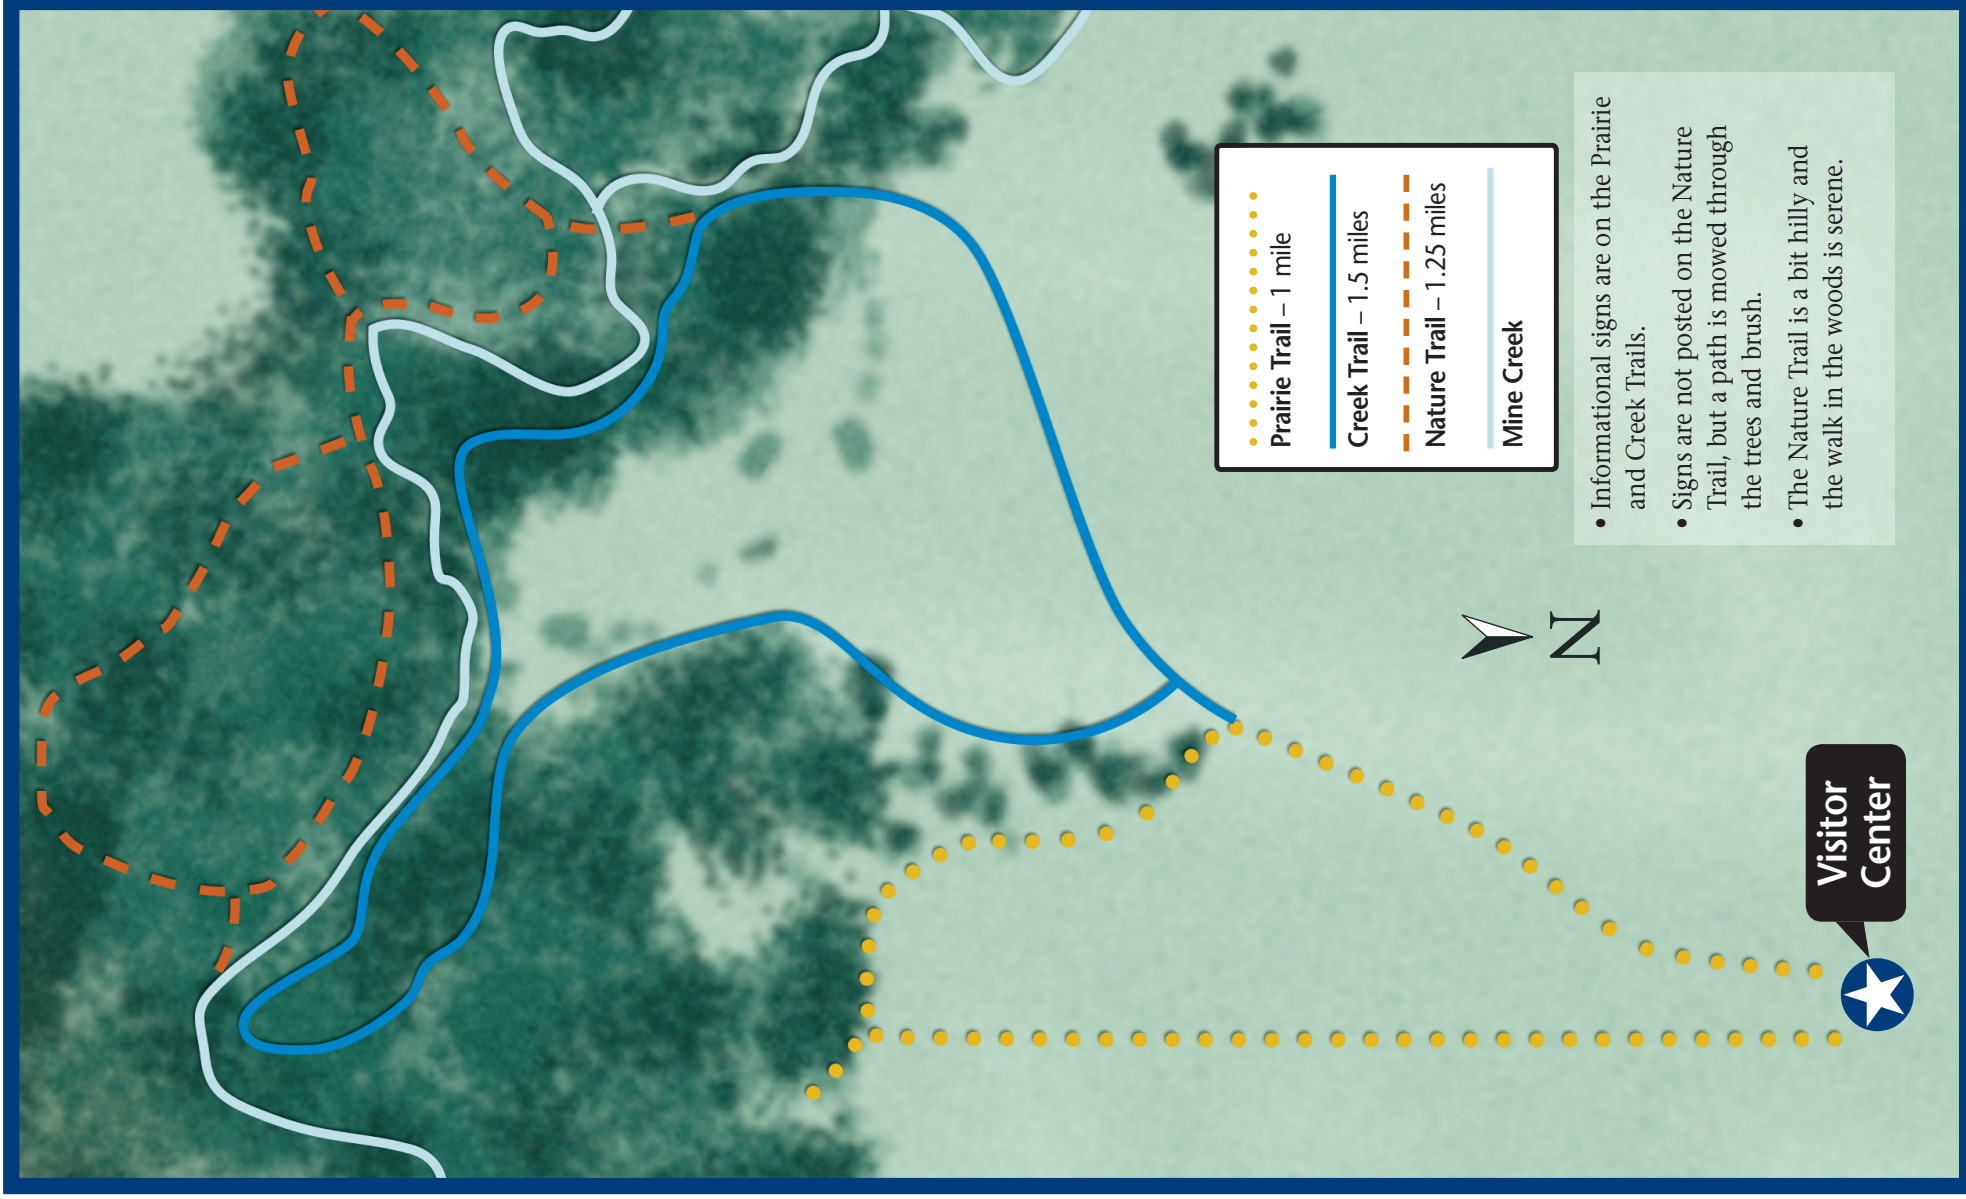 Prairie Trail – 1 mile
Creek Trail – 1.5 miles
Nature Trail – 1.25 miles
Mine Creek
• Informational signs are on the Prairie
and Creek Trails.
• Signs are not posted on the Nature
Trail, but a path is mowed through
the trees and brush.
• The Nature Trail is a bit hilly and
the walk in the woods is serene.
N
Visitor
Center